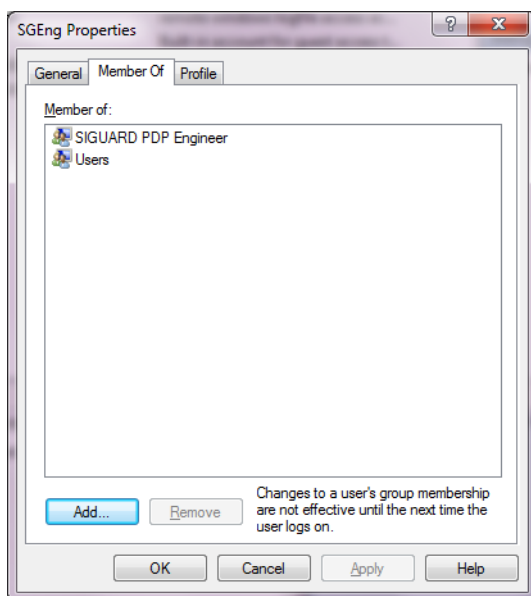 SGEng Properties
?
General Member Of Profile
Member of:
SIGUARD PDP Engineer
Users
Add... Remove
Changes to a user's group membership
are not effective until the next time the
user logs on.
OK Cancel Apply Help